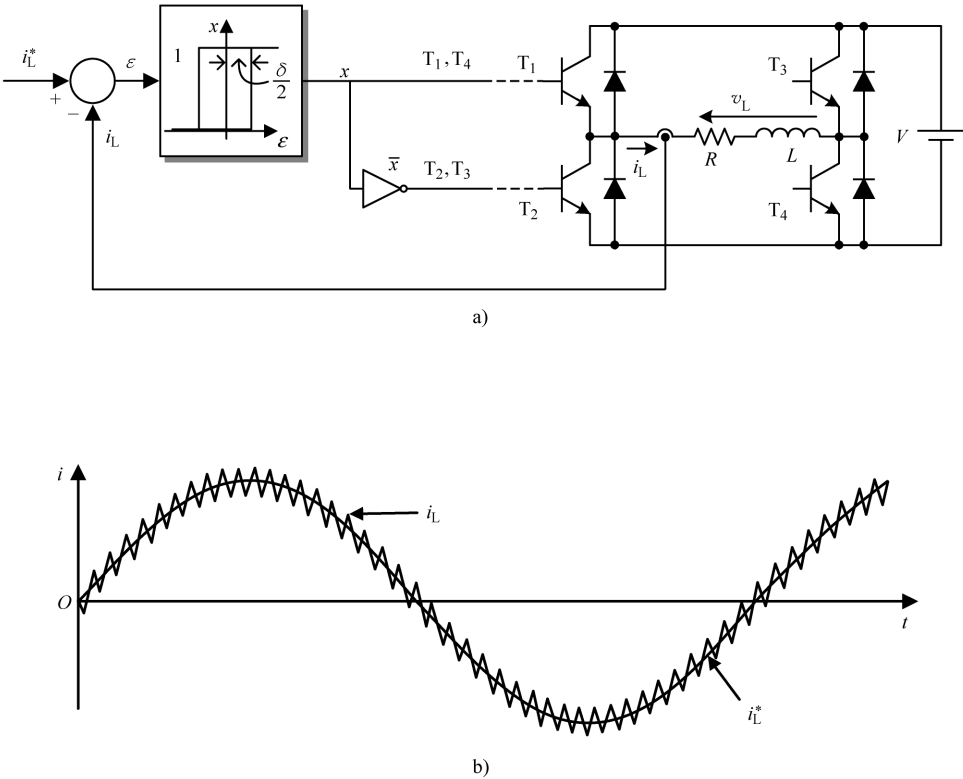 i*L
+
−
iL
ε
x
1
δ
2
ε
x
x̄
T1, T4
T2, T3
T1
T2
T3
T4
vL
iL
R
L
V
a)
i
O
t
iL
i*L
b)